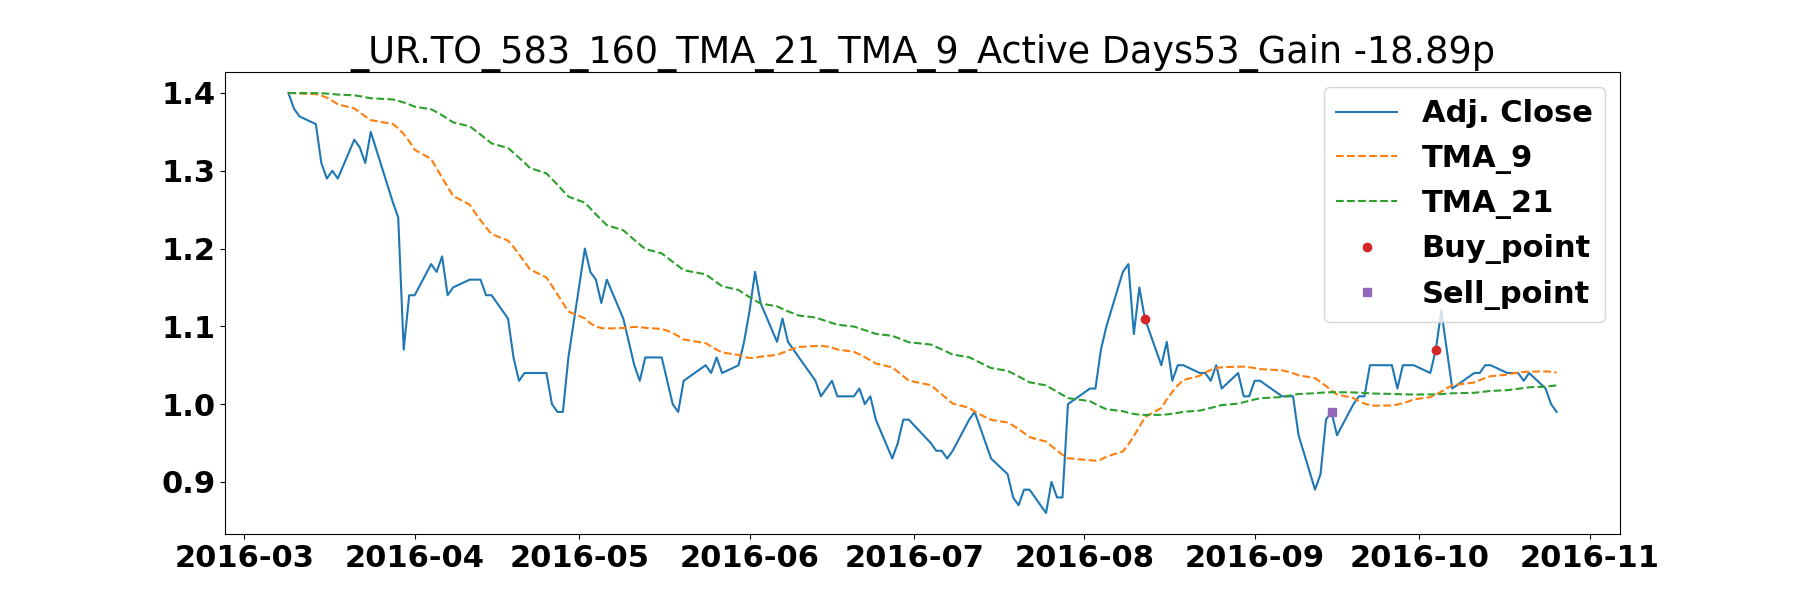 _UR.TO_583_160_TMA_21_TMA_9_Active Days53_Gain -18.89p
1.4
1.3
1.2
1.1
1.0
0.9
Adj. Close
TMA_9
TMA_21
Buy_point
Sell_point
2016-03 2016-04 2016-05 2016-06 2016-07 2016-08 2016-09 2016-10 2016-11